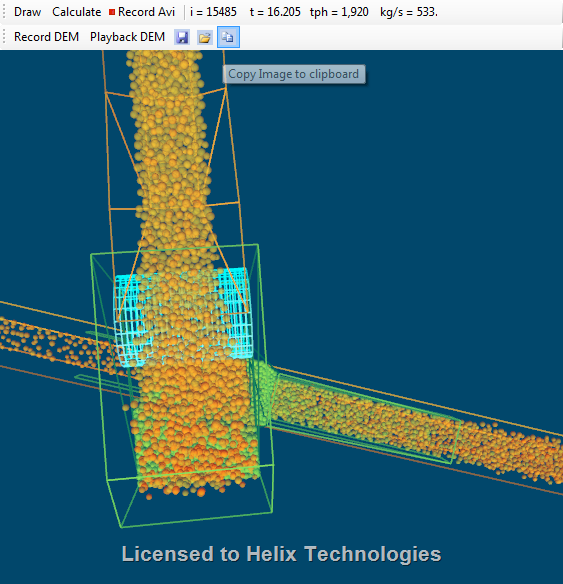 Draw Calculate Record Avi i = 15485 t = 16.205 tph = 1,920 kg/s = 533.
Record DEM Playback DEM
Copy Image to clipboard
Licensed to Helix Technologies